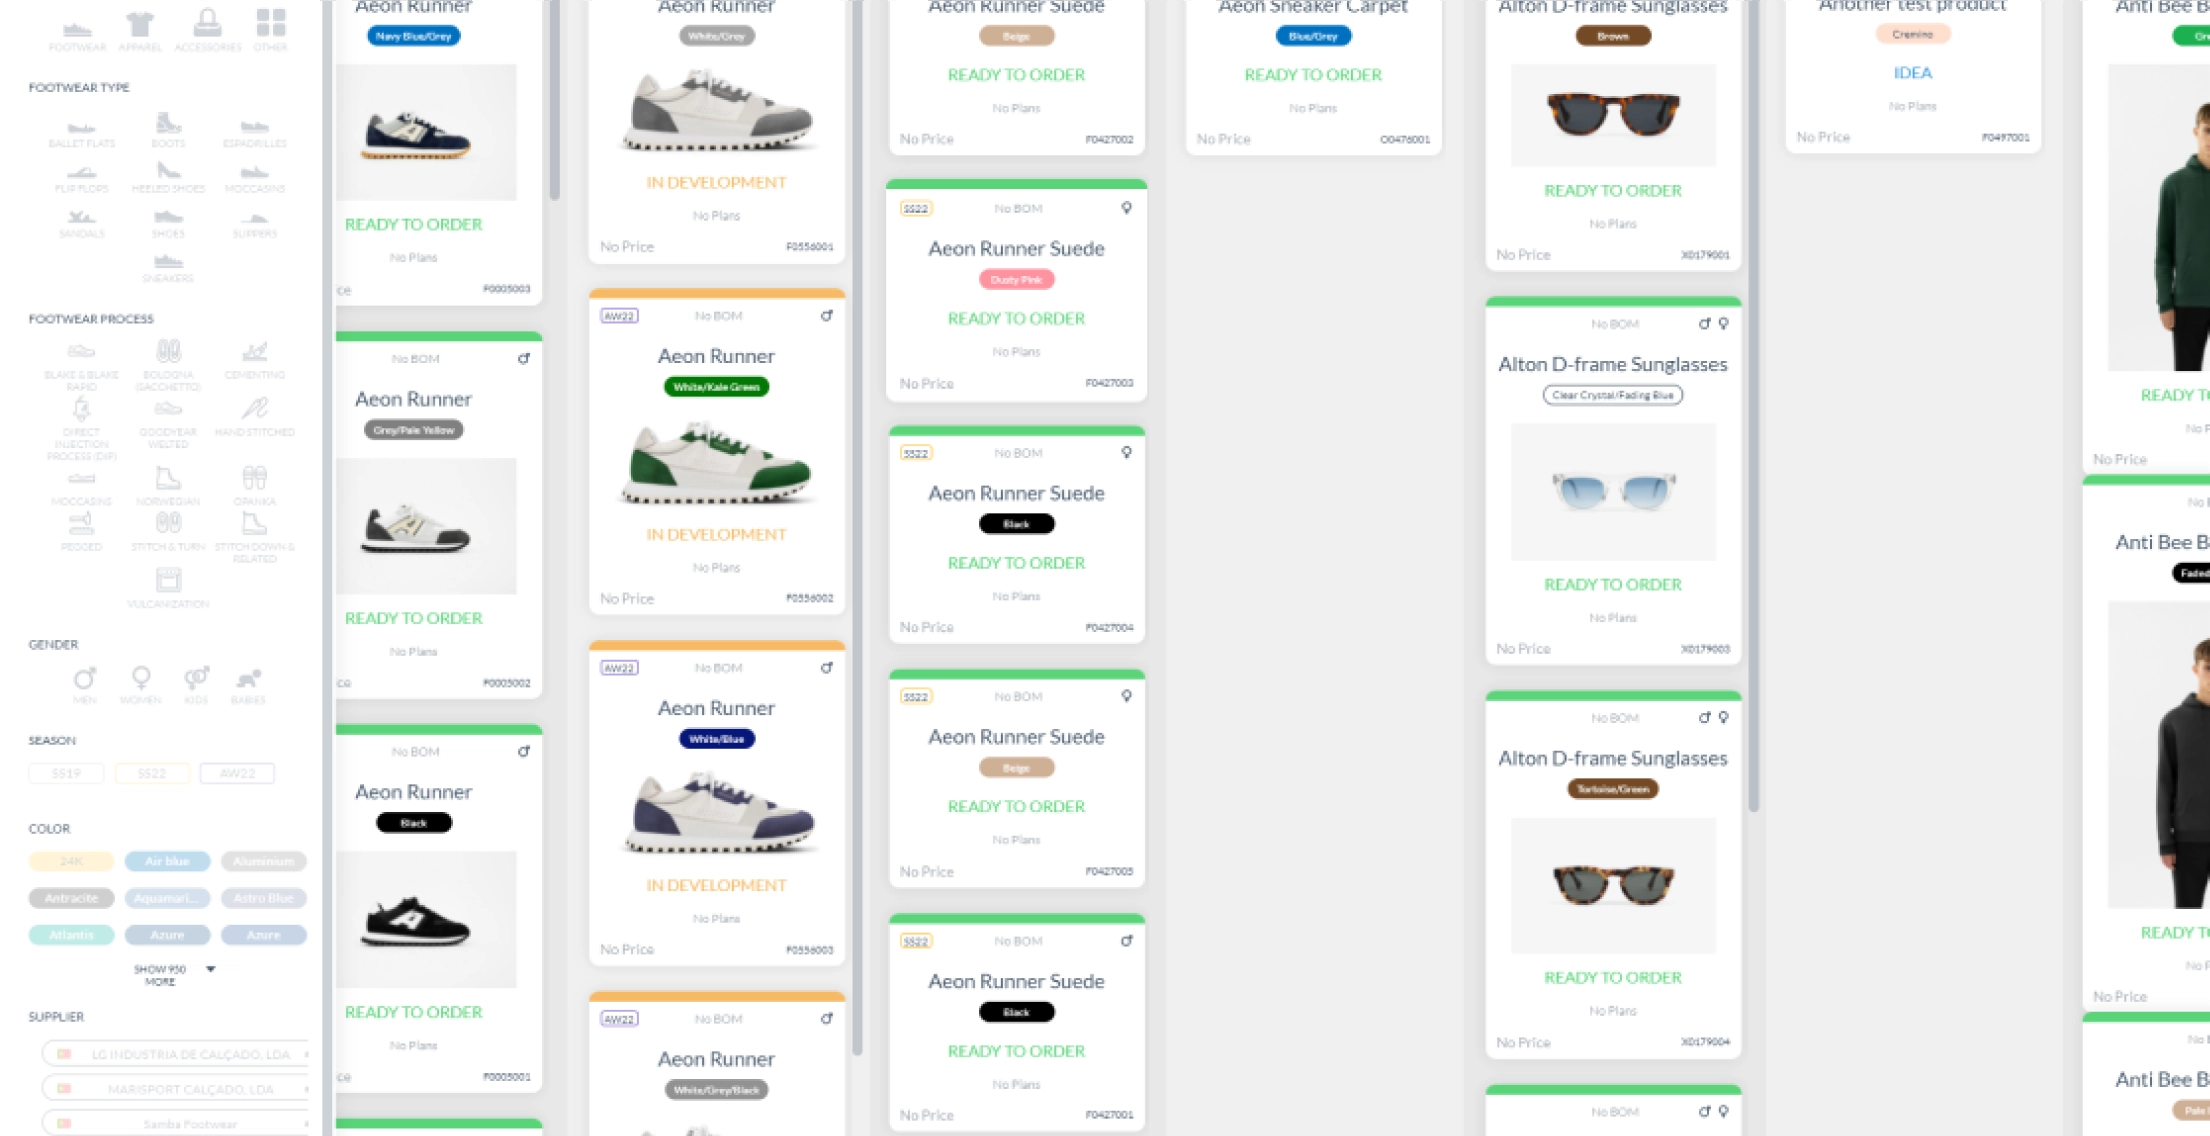 FOOTWEAR
APPAREL
ACCESSORIES
OTHER
FOOTWEAR TYPE
BALLET FLATS
BOOTS
ESPADRILLES
FLIP FLOPS
HEELED SHOES
MOCCASINS
SANDALS
SHOES
SLIPPERS
SNEAKERS
FOOTWEAR PROCESS
BLAKE & BLAKE RAPID
BOLOGNA (SACCHETTO)
CEMENTING
DIRECT INJECTION PROCESS (DIP)
GOODYEAR WELTED
HAND STITCHED
MOCCASINS
NORWEGIAN
OPANKA
PEGGED
STITCH & TURN
STITCH DOWN & RELATED
VULCANIZATION
GENDER
MEN
WOMEN
KIDS
BABIES
SEASON
SS19
SS22
AW22
COLOR
24K
Air blue
Aluminium
Antracite
Aquamari...
Astro Blue
Atlantis
Azure
Azure
SHOW 950 MORE
SUPPLIER
LG INDUSTRIA DE CALÇADO, LDA
MARISPORT CALÇADO, LDA
Samba Footwear
Aeon Runner
Navy Blue/Grey
READY TO ORDER
No Plans
ce
F0005003
No BOM
Aeon Runner
Grey/Pale Yellow
READY TO ORDER
No Plans
ce
F0005002
No BOM
Aeon Runner
Black
READY TO ORDER
No Plans
ce
F0005001
Aeon Runner
White/Grey
IN DEVELOPMENT
No Plans
No Price
F0556001
AW22
No BOM
Aeon Runner
White/Kale Green
IN DEVELOPMENT
No Plans
No Price
F0556002
AW22
No BOM
Aeon Runner
White/Blue
IN DEVELOPMENT
No Plans
No Price
F0556003
AW22
No BOM
Aeon Runner
White/Grey/Black
Aeon Runner Suede
Beige
READY TO ORDER
No Plans
No Price
F0427002
SS22
No BOM
Aeon Runner Suede
Dusty Pink
READY TO ORDER
No Plans
No Price
F0427003
SS22
No BOM
Aeon Runner Suede
Black
READY TO ORDER
No Plans
No Price
F0427004
SS22
No BOM
Aeon Runner Suede
Beige
READY TO ORDER
No Plans
No Price
F0427005
SS22
No BOM
Aeon Runner Suede
Black
READY TO ORDER
No Plans
No Price
F0427001
Aeon Sneaker Carpet
Blue/Grey
READY TO ORDER
No Plans
No Price
O0476001
Alton D-frame Sunglasses
Brown
READY TO ORDER
No Plans
No Price
X0179001
No BOM
Alton D-frame Sunglasses
Clear Crystal/Fading Blue
READY TO ORDER
No Plans
No Price
X0179003
No BOM
Alton D-frame Sunglasses
Tortoise/Green
READY TO ORDER
No Plans
No Price
X0179004
No BOM
Another test product
Cremino
IDEA
No Plans
No Price
F0497001
Anti Bee B
Gre
READY T
No P
No Price
No B
Anti Bee B
Faded
READY T
No P
No Price
No B
Anti Bee B
Pale